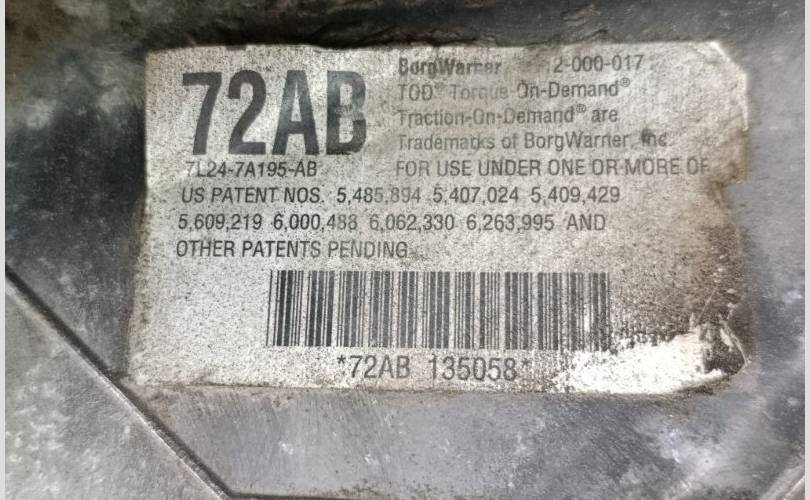 72AB
BorgWarner 2-000-017
TOD® Torque-On-Demand®
Traction-On-Demand® are
Trademarks of BorgWarner, Inc.
7L24-7A195-AB FOR USE UNDER ONE OR MORE OF
US PATENT NOS. 5,485,894 5,407,024 5,409,429
5,609,219 6,000,488 6,062,330 6,263,995 AND
OTHER PATENTS PENDING
*72AB 135058*